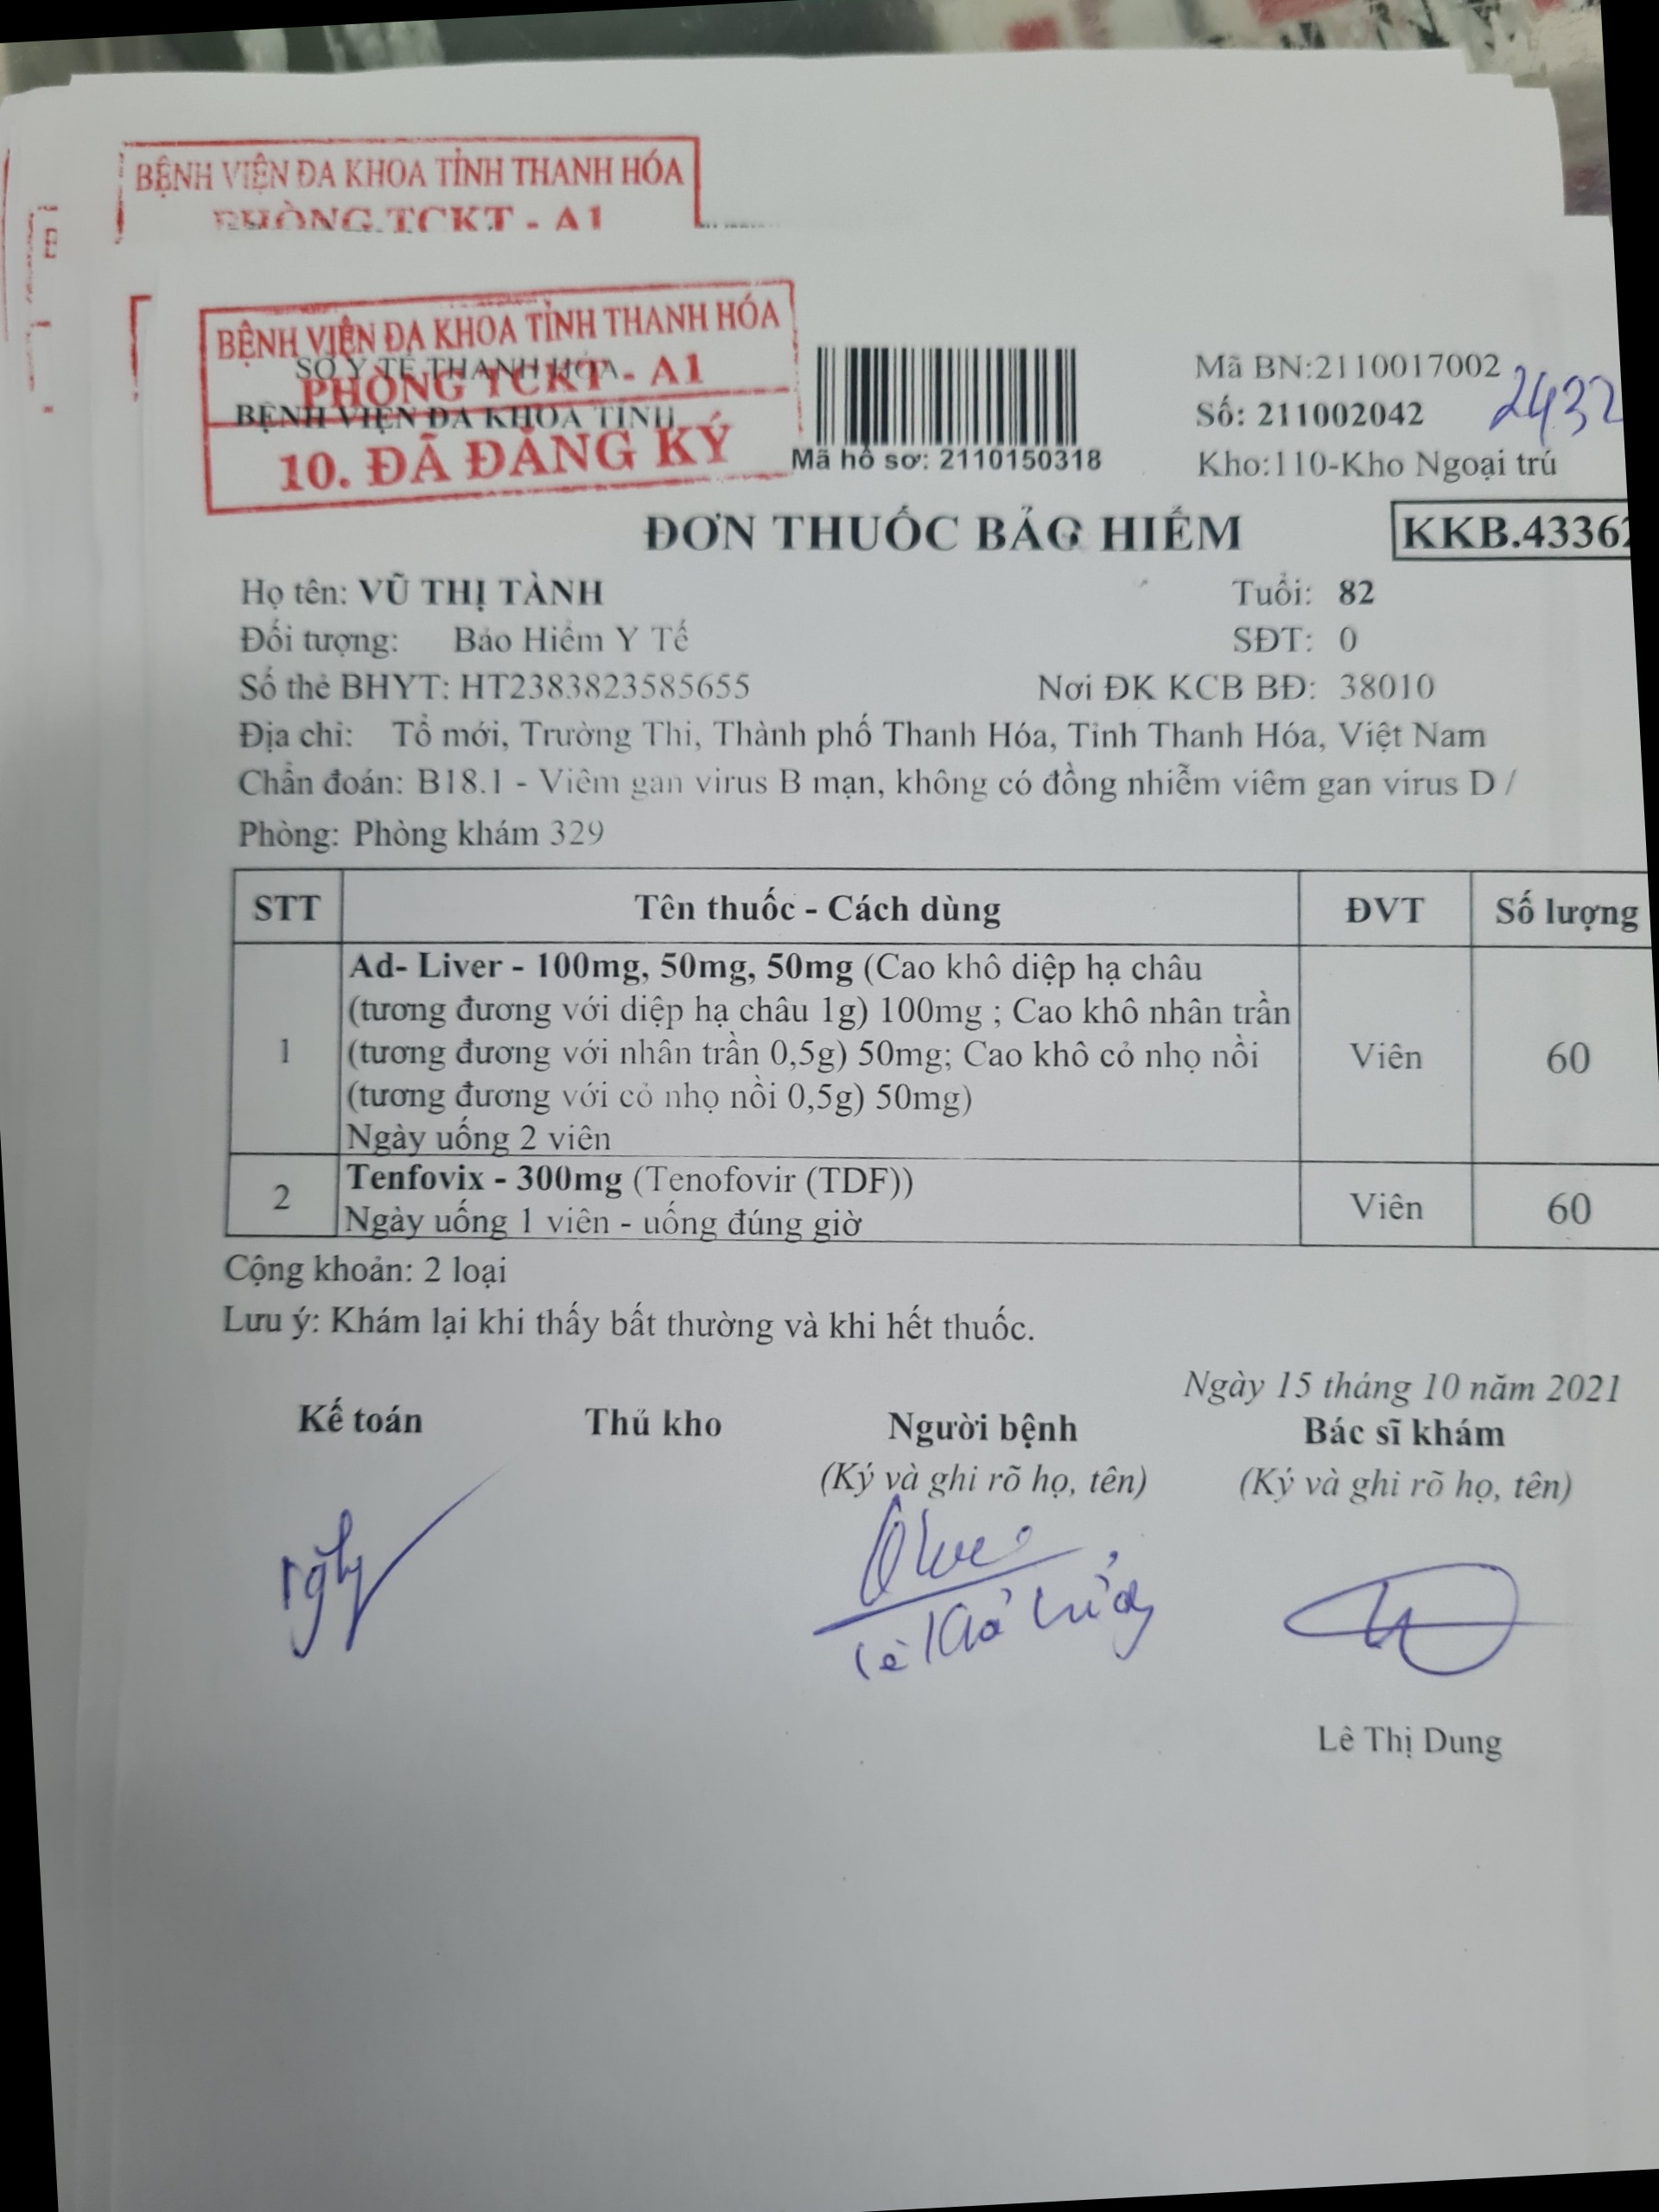 BỆNH VIỆN ĐA KHOA TỈNH THANH HÓA
PHÒNG TCKT - A1
BỆNH VIỆN ĐA KHOA TỈNH THANH HÓA
SỞ Y TẾ THANH HÓA
PHÒNG TCKT - A1
BỆNH VIỆN ĐA KHOA TỈNH
10. ĐÃ ĐĂNG KÝ
Mã hồ sơ: 2110150318
Mã BN:2110017002
2432
Số: 211002042
Kho:110-Kho Ngoại trú
ĐƠN THUỐC BẢO HIỂM
KKB.4336
Họ tên: VŨ THỊ TÀNH Tuổi: 82
Đối tượng: Bảo Hiểm Y Tế SĐT: 0
Số thẻ BHYT: HT2383823585655 Nơi ĐK KCB BĐ: 38010
Địa chỉ: Tổ mới, Trường Thi, Thành phố Thanh Hóa, Tỉnh Thanh Hóa, Việt Nam
Chẩn đoán: B18.1 - Viêm gan virus B mạn, không có đồng nhiễm viêm gan virus D /
Phòng: Phòng khám 329
STT Tên thuốc - Cách dùng ĐVT Số lượng
1 Ad- Liver - 100mg, 50mg, 50mg (Cao khô diệp hạ châu
(tương đương với diệp hạ châu 1g) 100mg ; Cao khô nhân trần
(tương đương với nhân trần 0,5g) 50mg; Cao khô cỏ nhọ nồi Viên 60
(tương đương với cỏ nhọ nồi 0,5g) 50mg)
Ngày uống 2 viên
2 Tenfovix - 300mg (Tenofovir (TDF)) Viên 60
Ngày uống 1 viên - uống đúng giờ
Cộng khoản: 2 loại
Lưu ý: Khám lại khi thấy bất thường và khi hết thuốc.
Ngày 15 tháng 10 năm 2021
Kế toán Thủ kho Người bệnh Bác sĩ khám
(Ký và ghi rõ họ, tên) (Ký và ghi rõ họ, tên)
Lê Thị Dung